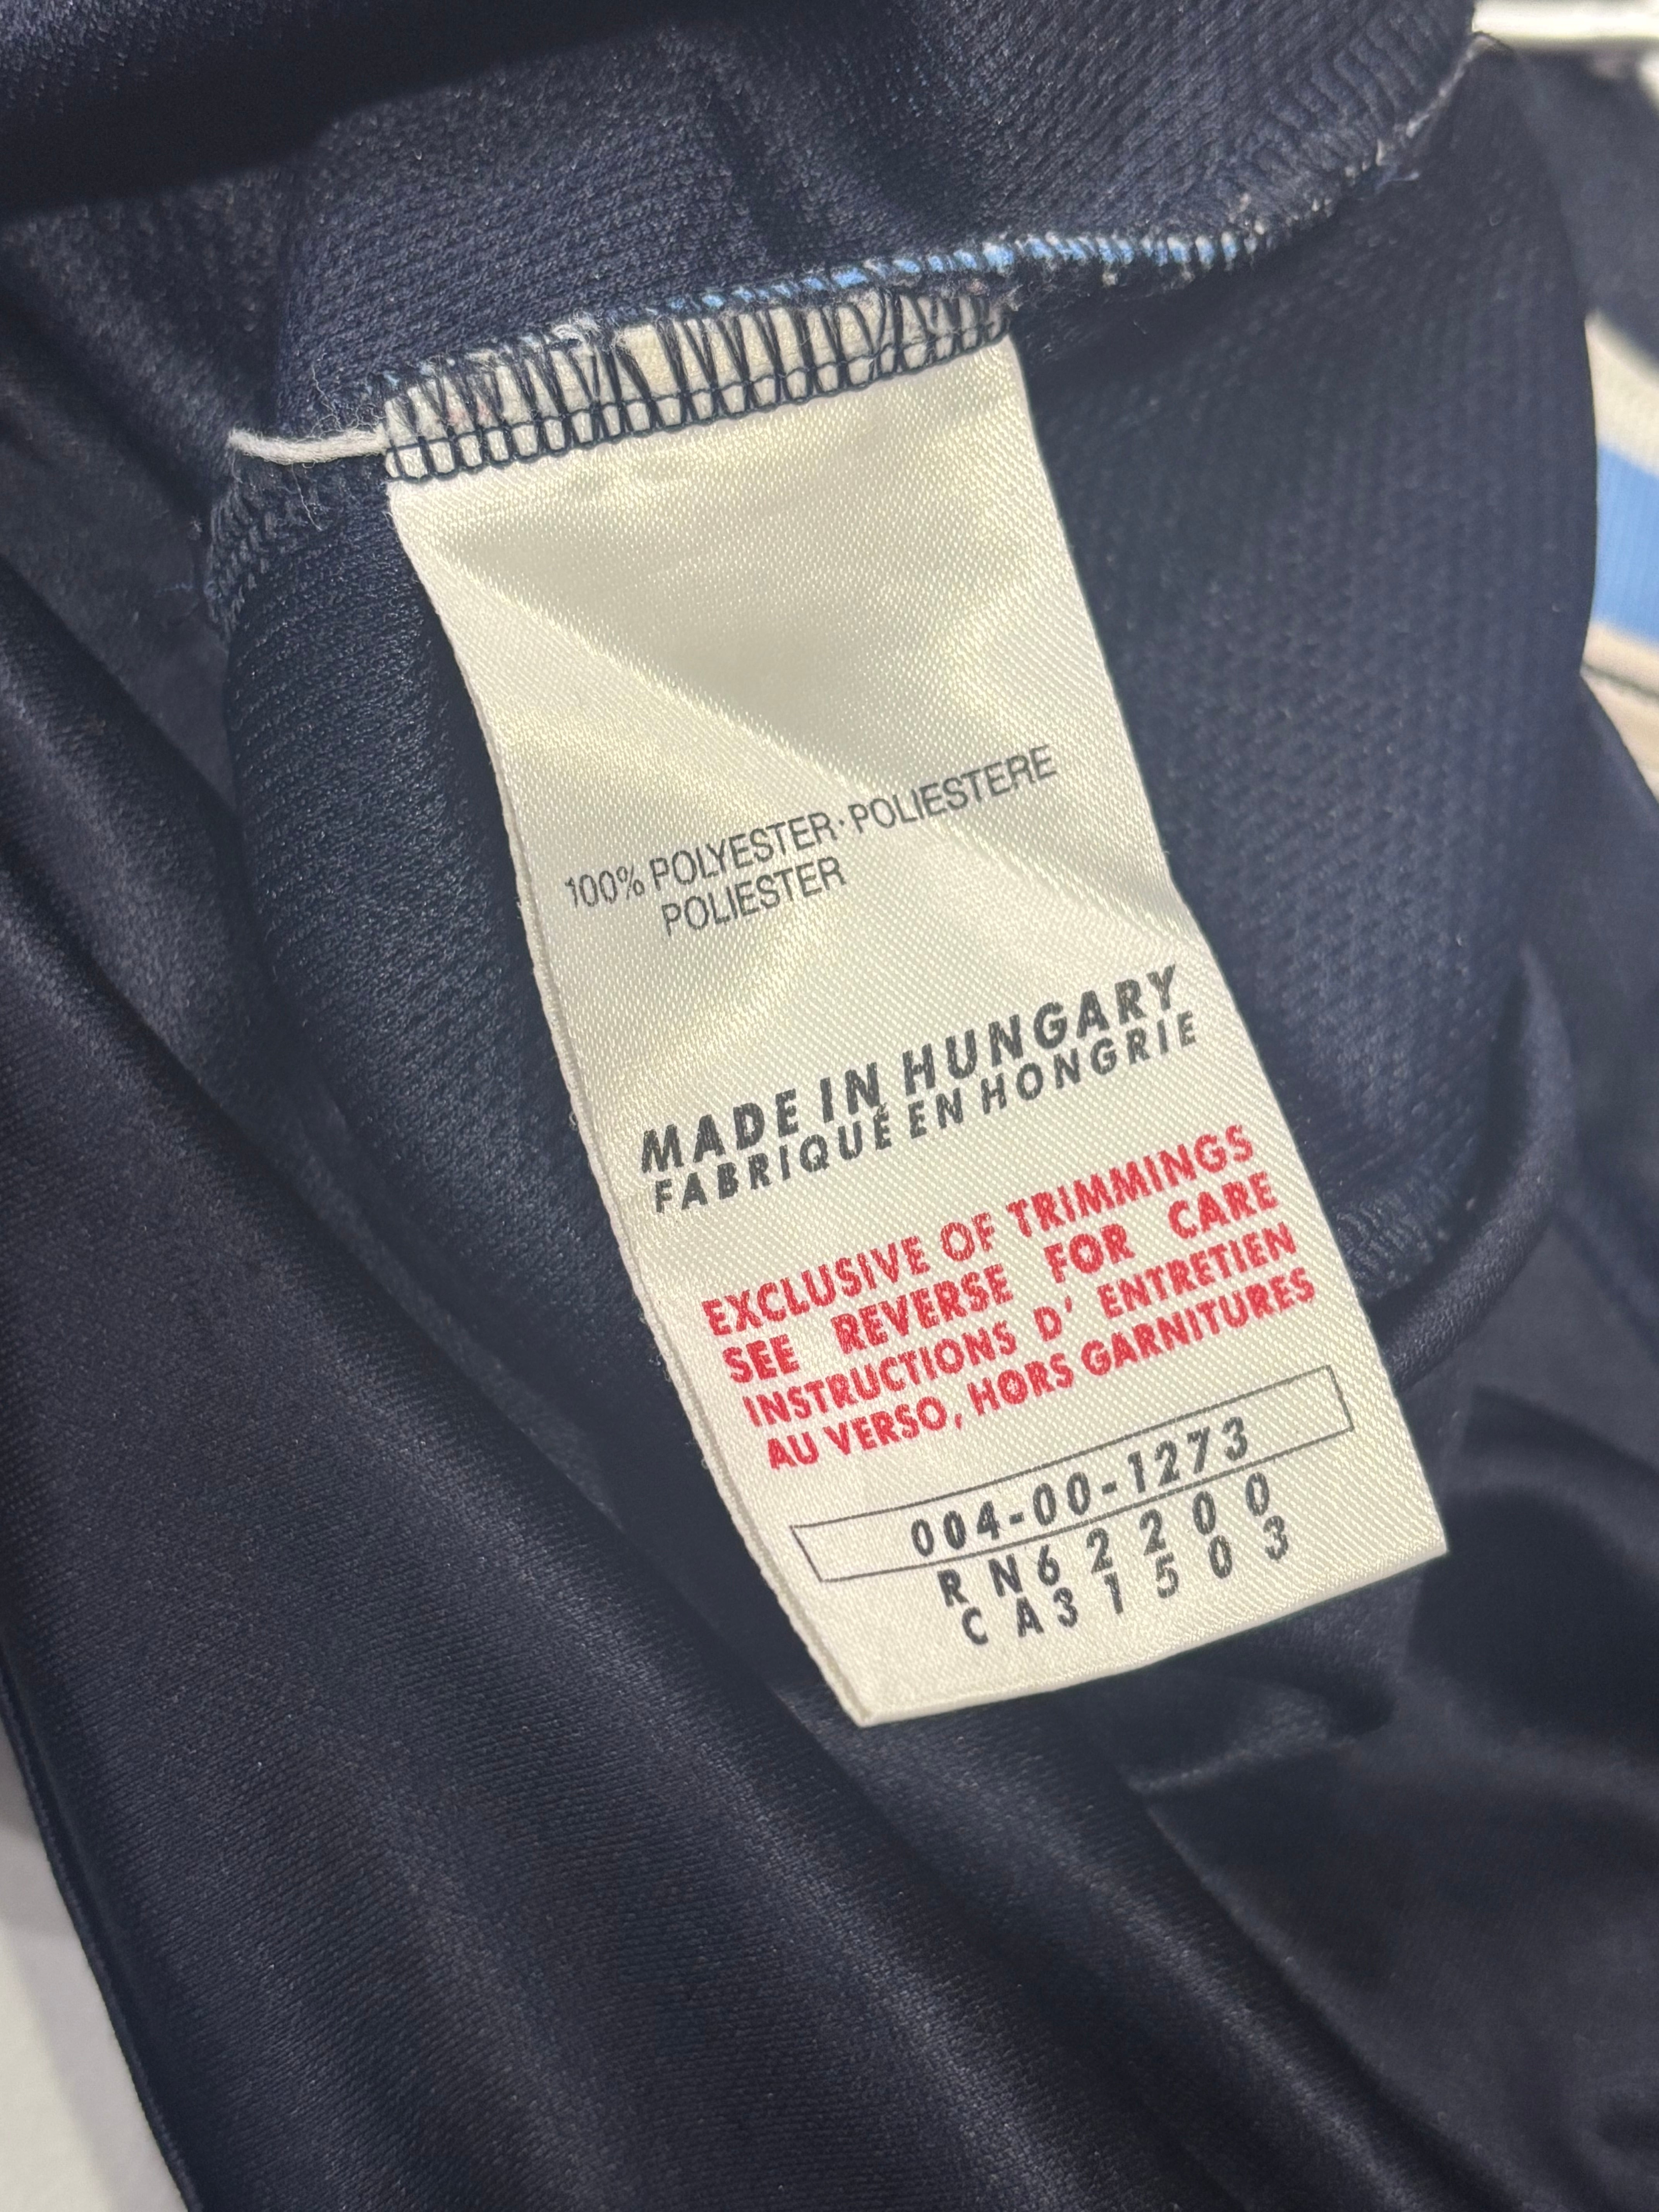 100% POLYESTER·POLIESTERE
POLIESTER
MADE IN HUNGARY
FABRIQUÉ EN HONGRIE
EXCLUSIVE OF TRIMMINGS
SEE REVERSE FOR CARE
INSTRUCTIONS D' ENTRETIEN
AU VERSO, HORS GARNITURES
004-00-1273
RN62200
CA31503